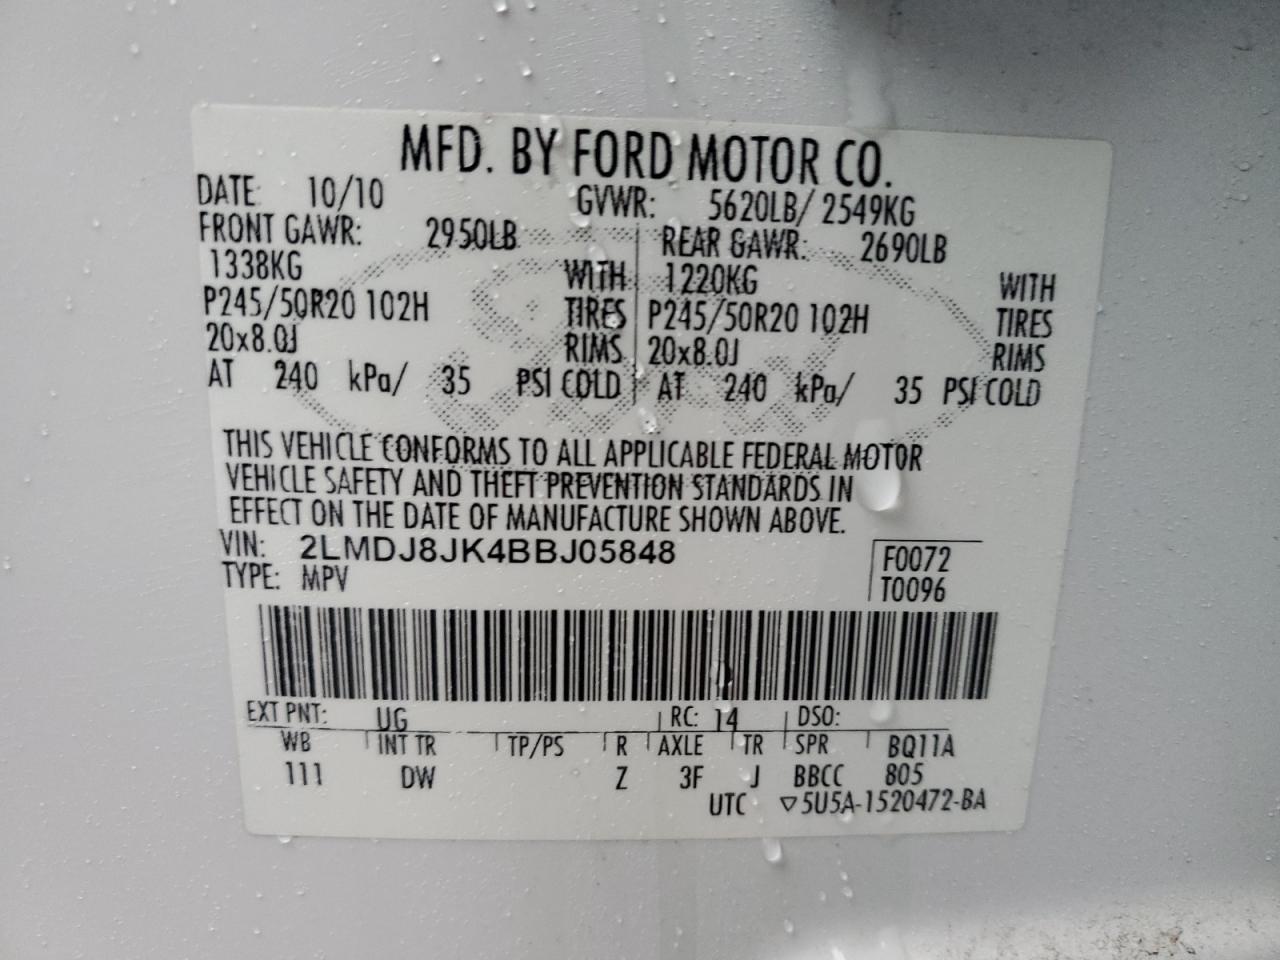 MFD. BY FORD MOTOR CO.
DATE: 10/10 GVWR: 5620LB/ 2549KG
FRONT GAWR: 2950LB REAR GAWR: 2690LB
1338KG WITH 1220KG WITH
P245/50R20 102H TIRES P245/50R20 102H TIRES
20x8.0J RIMS 20x8.0J RIMS
AT 240 kPa/ 35 PSI COLD AT 240 kPa/ 35 PSI COLD
THIS VEHICLE CONFORMS TO ALL APPLICABLE FEDERAL MOTOR
VEHICLE SAFETY AND THEFT PREVENTION STANDARDS IN
EFFECT ON THE DATE OF MANUFACTURE SHOWN ABOVE.
VIN: 2LMDJ8JK4BBJ05848 F0072
TYPE: MPV T0096
EXT PNT: UG RC: 14 DSO:
WB INT TR TP/PS R AXLE TR SPR BQ11A
111 DW Z 3F J BBCC 805
UTC ▽5U5A-1520472-BA